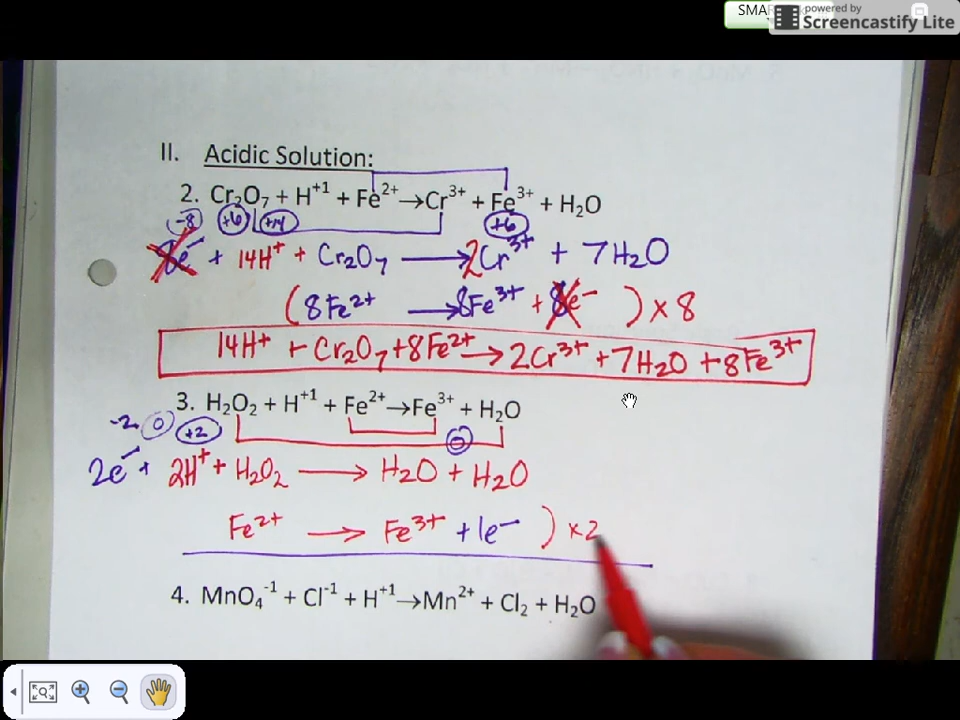 SMA
powered by
Screencastify Lite
II. Acidic Solution:
2. Cr₂O₇ + H⁺¹ + Fe²⁺→Cr³⁺ + Fe³⁺ + H₂O
-8 +6 +14 +6
8e⁻ + 14H⁺ + Cr₂O₇ ⟶ 2Cr³⁺ + 7H₂O
(8Fe²⁺ ⟶ 8Fe³⁺ + 8e⁻ ) x 8
14H⁺ + Cr₂O₇ + 8Fe²⁺ → 2Cr³⁺ + 7H₂O + 8Fe³⁺
3. H₂O₂ + H⁺¹ + Fe²⁺→Fe³⁺ + H₂O
-2 0 +2 0
2e⁻ + 2H⁺ + H₂O₂ ⟶ H₂O + H₂O
Fe²⁺ ⟶ Fe³⁺ + 1e⁻ ) x2
4. MnO₄⁻¹ + Cl⁻¹ + H⁺¹→Mn²⁺ + Cl₂ + H₂O